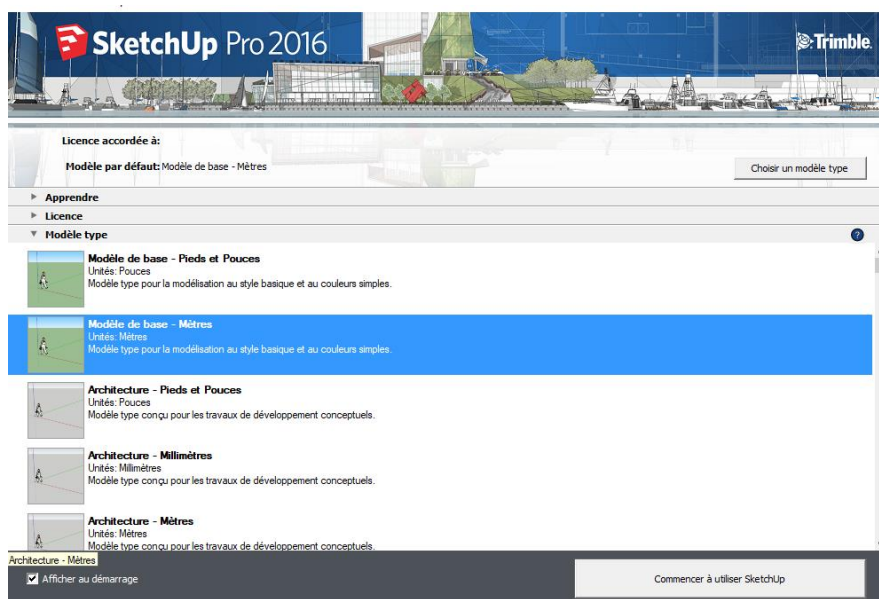 SketchUp Pro 2016
Trimble.
Licence accordée à:
Modèle par défaut: Modèle de base - Mètres
Choisir un modèle type
Apprendre
Licence
Modèle type
?
Modèle de base - Pieds et Pouces
Unités: Pouces
Modèle type pour la modélisation au style basique et au couleurs simples.
Modèle de base - Mètres
Unités: Mètres
Modèle type pour la modélisation au style basique et au couleurs simples.
Architecture - Pieds et Pouces
Unités: Pouces
Modèle type conçu pour les travaux de développement conceptuels.
Architecture - Millimètres
Unités: Millimètres
Modèle type conçu pour les travaux de développement conceptuels.
Architecture - Mètres
Unités: Mètres
Modèle type conçu pour les travaux de développement conceptuels.
Architecture - Mètres
Afficher au démarrage
Commencer à utiliser SketchUp